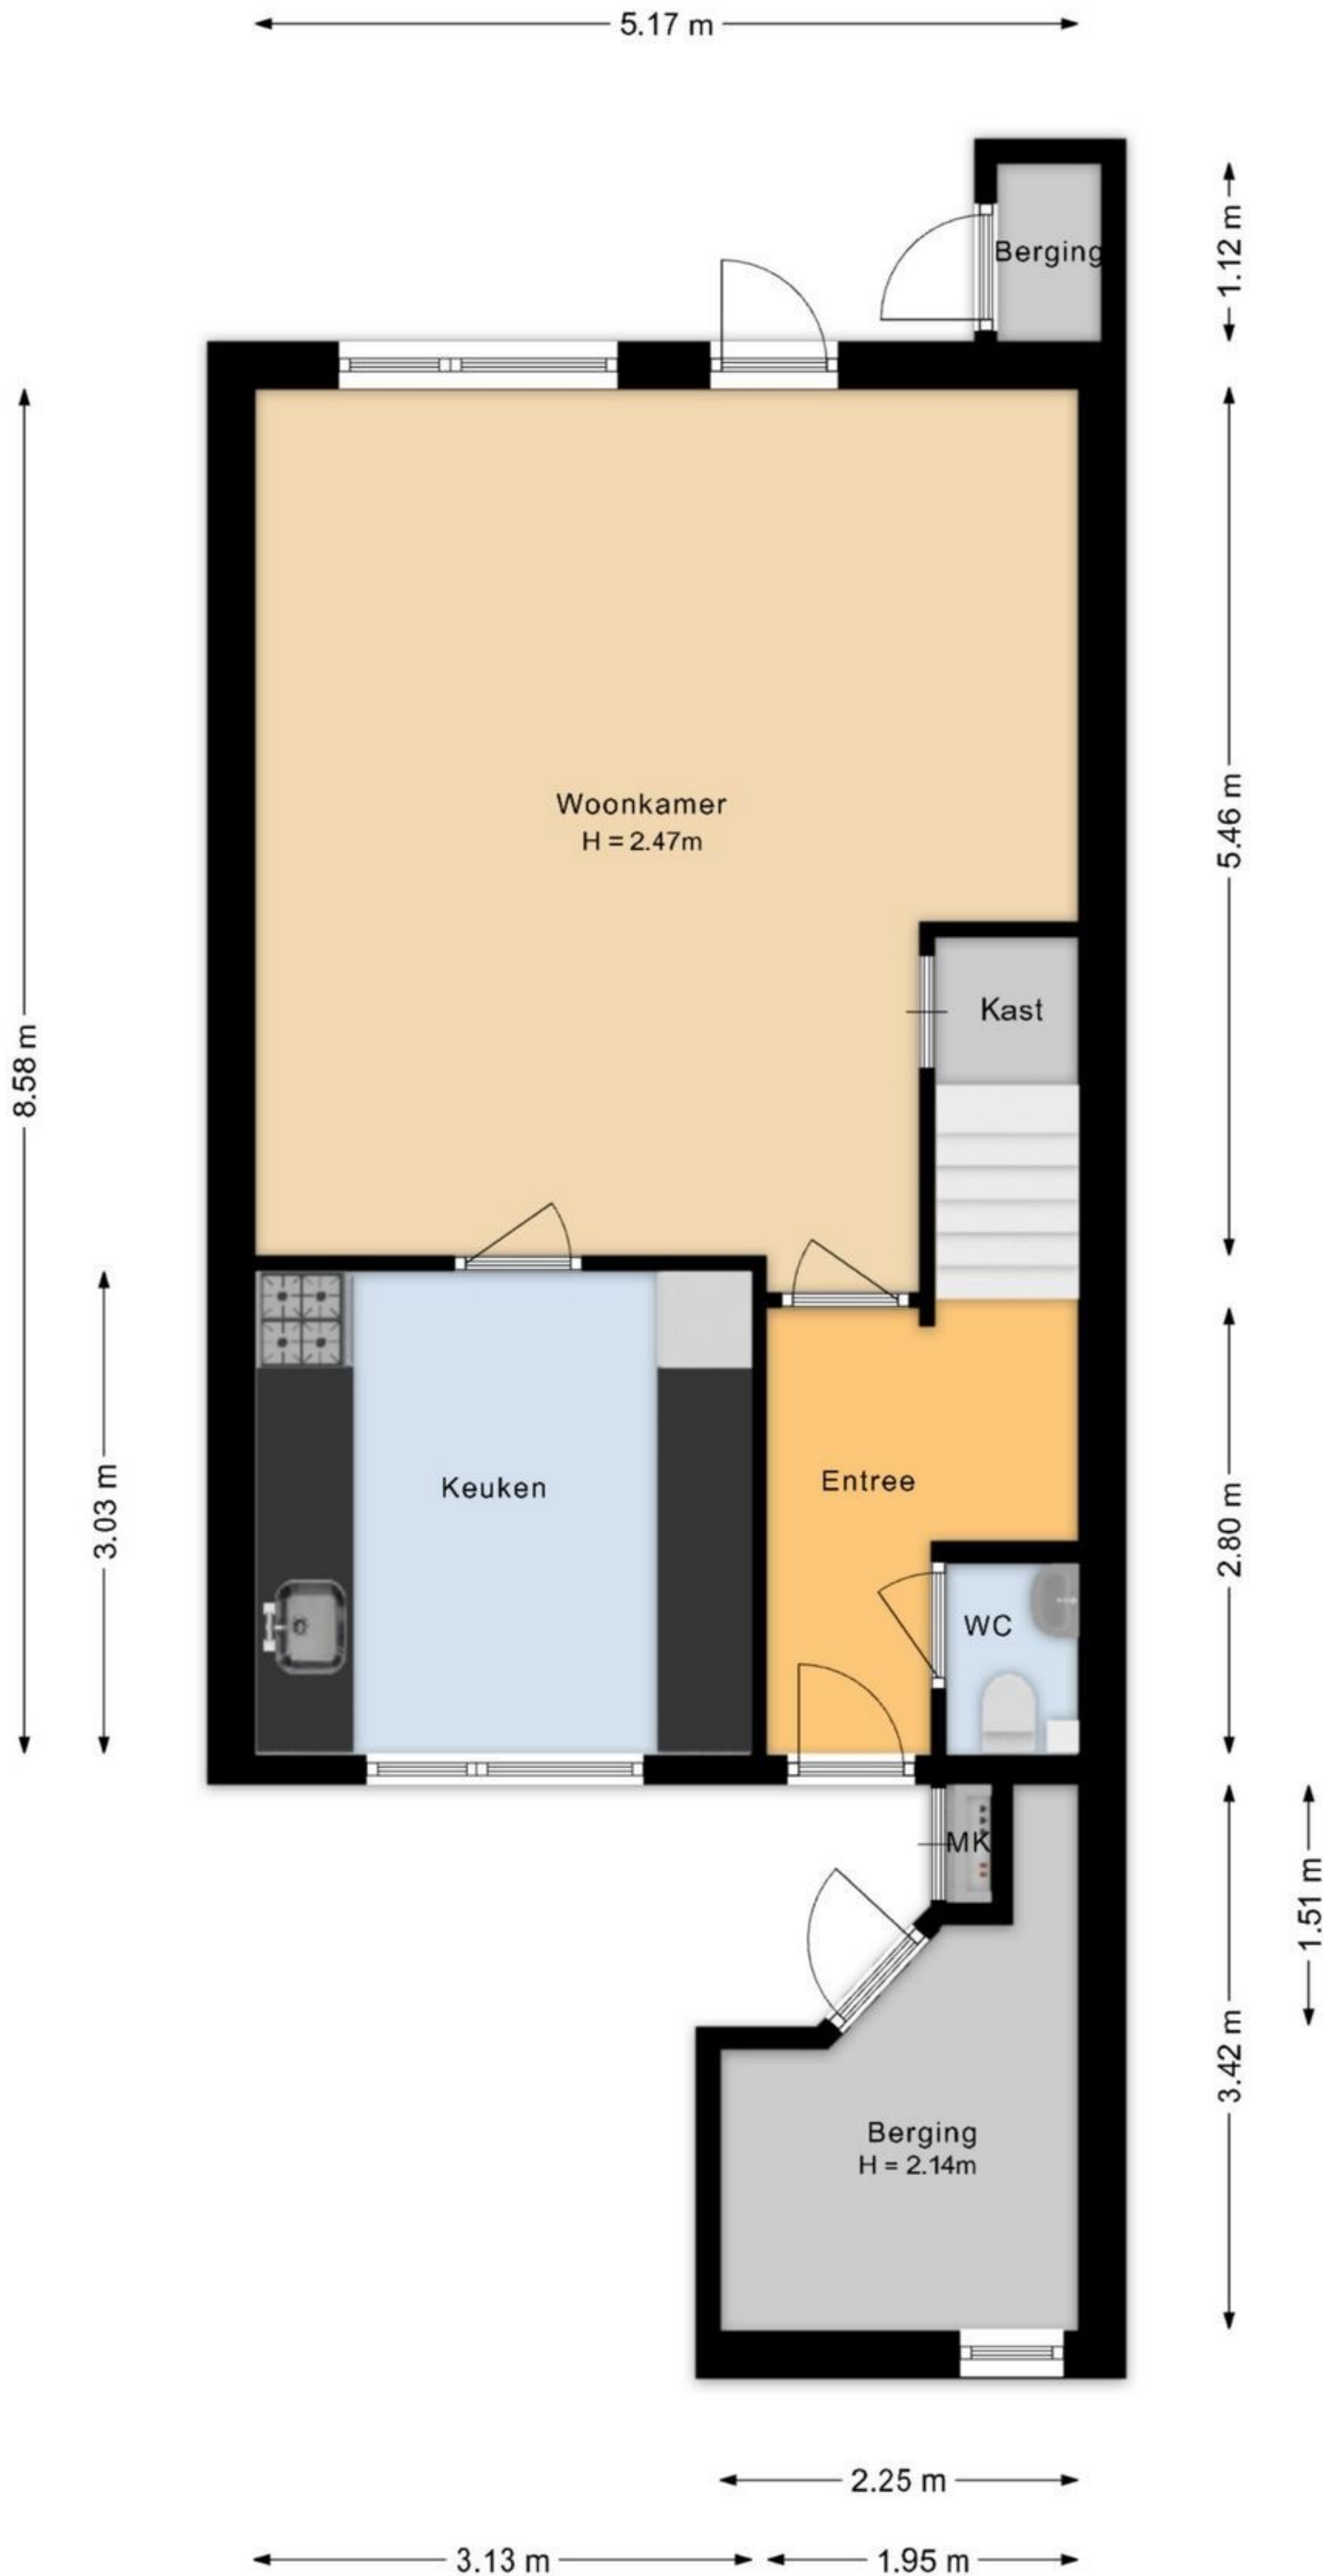 5.17 m
Berging
1.12 m
Woonkamer
H = 2.47m
5.46 m
Kast
8.58 m
Keuken
Entree
3.03 m
2.80 m
WC
MK
1.51 m
3.42 m
Berging
H = 2.14m
2.25 m
3.13 m
1.95 m